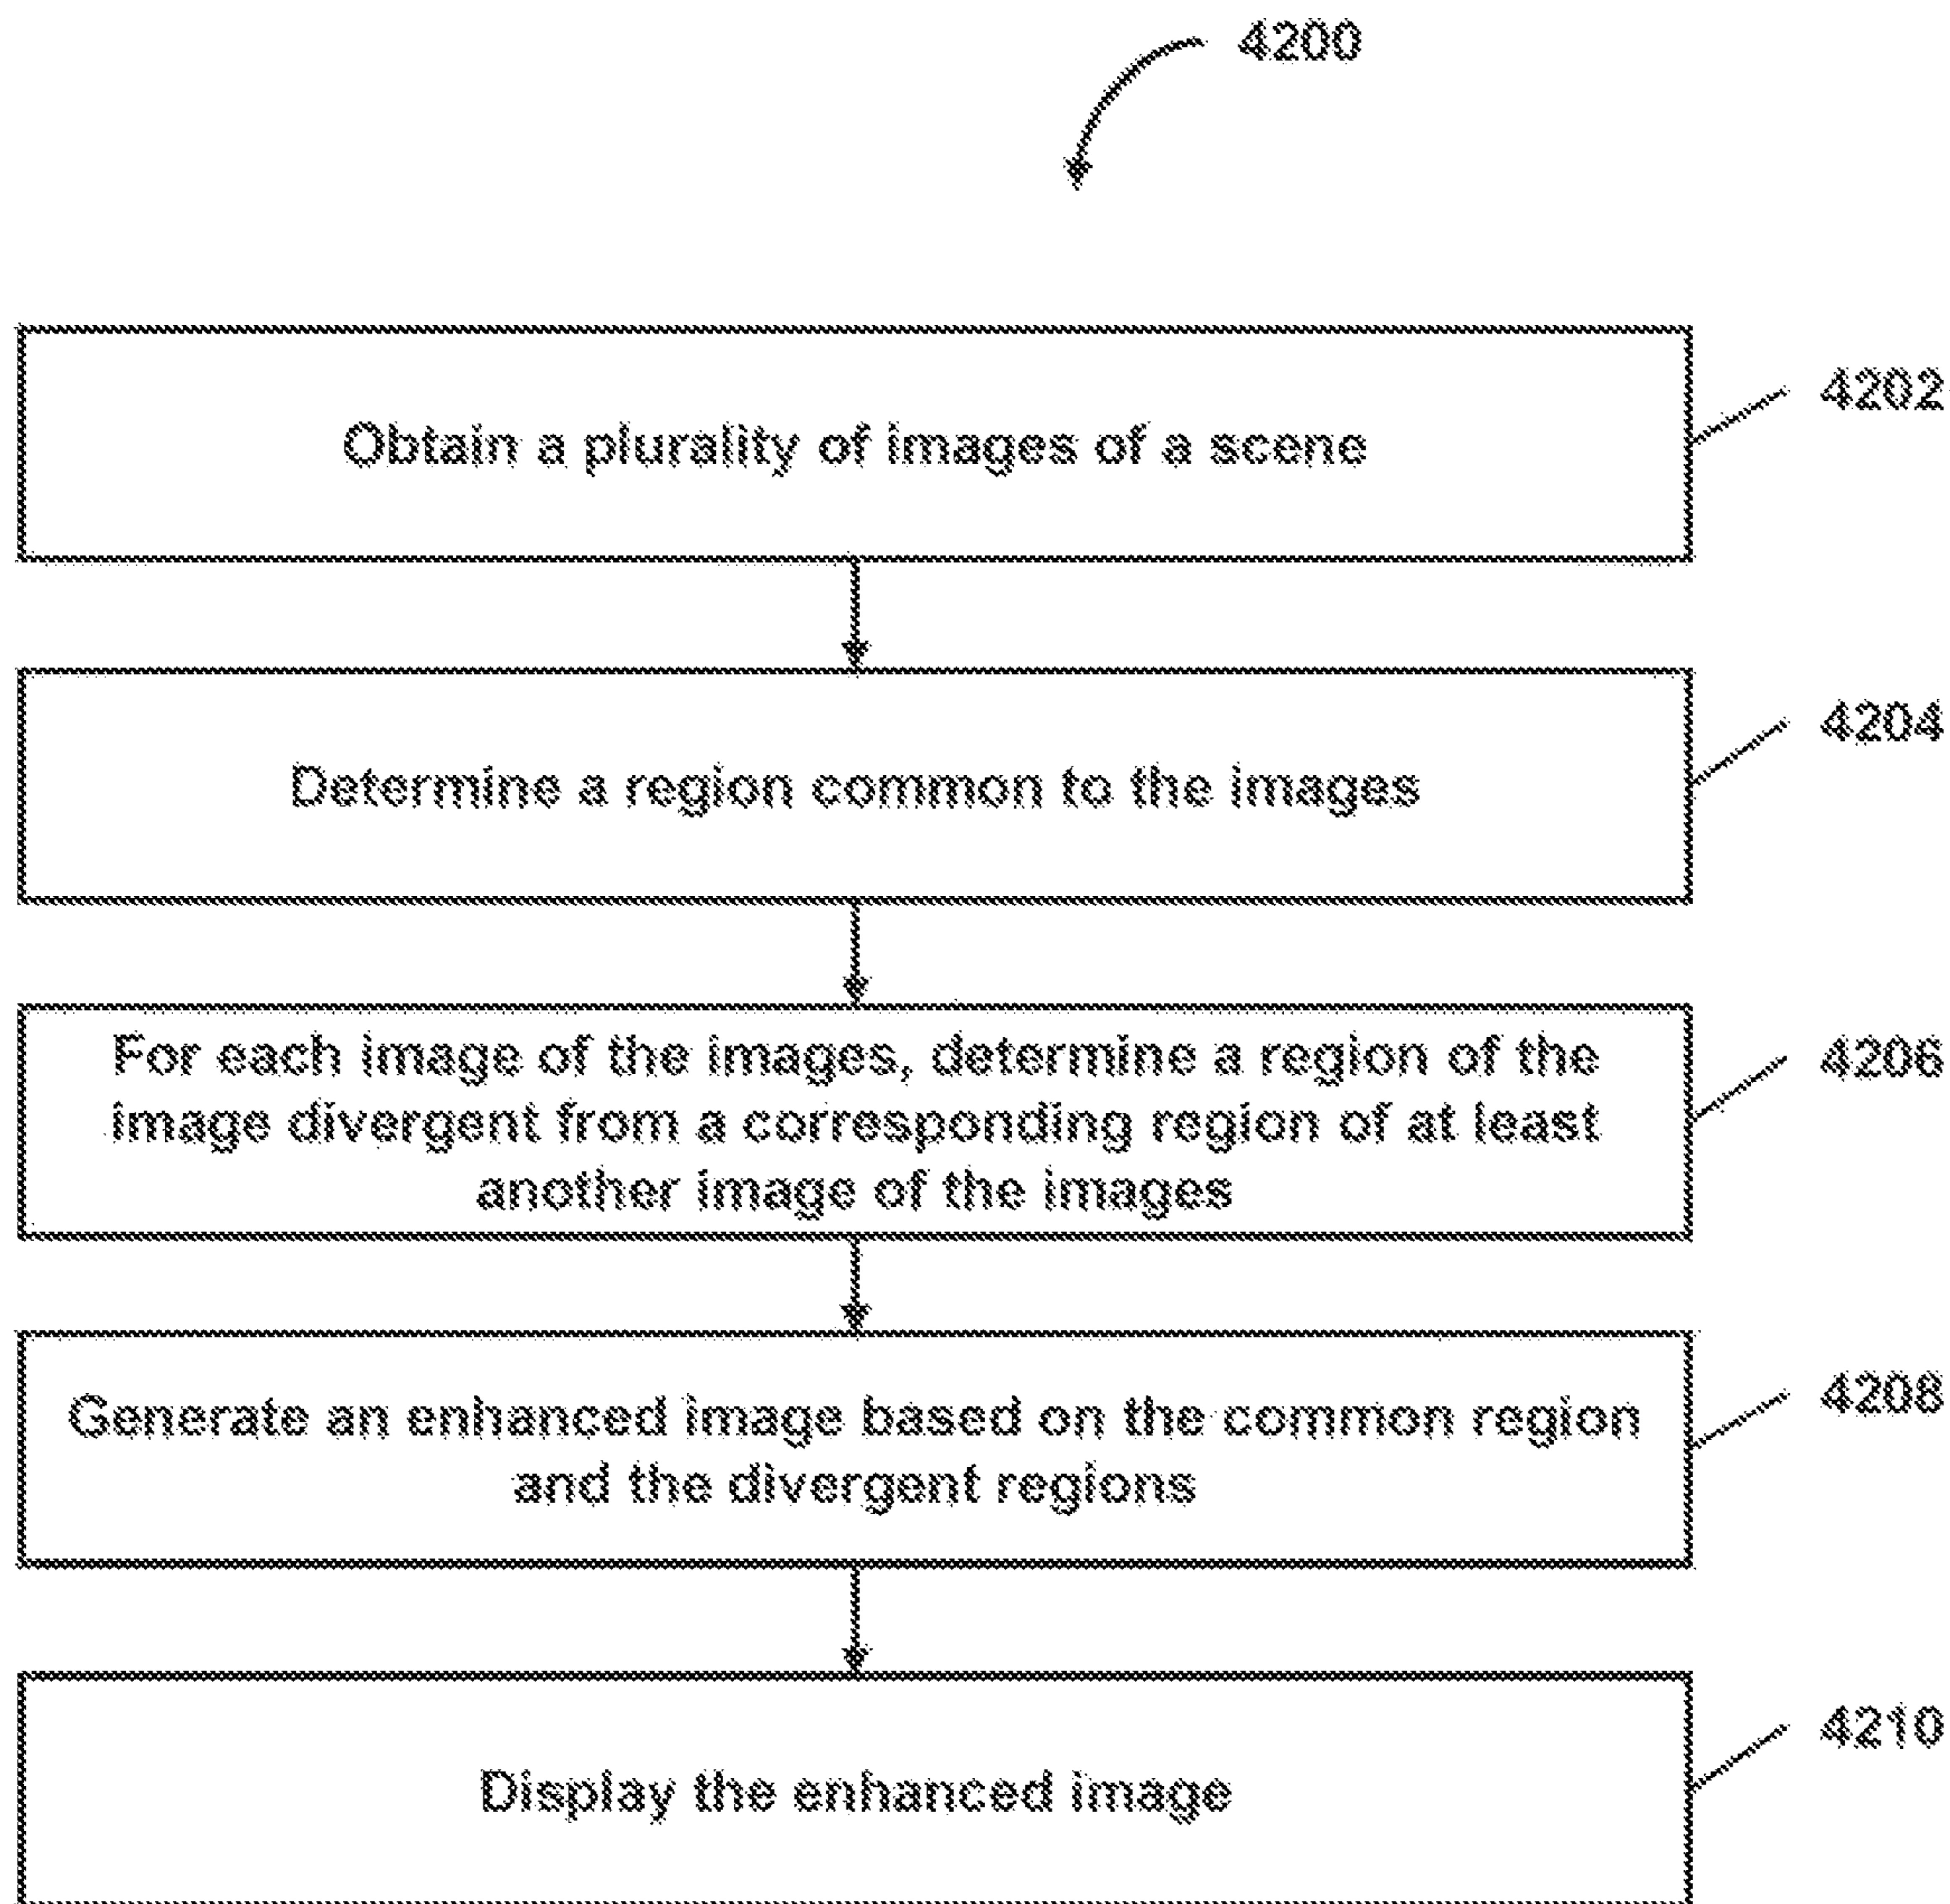 4200
Obtain a plurality of images of a scene
4202
Determine a region common to the images
4204
For each image of the images, determine a region of the
image divergent from a corresponding region of at least
another image of the images
4206
Generate an enhanced image based on the common region
and the divergent regions
4208
Display the enhanced image
4210